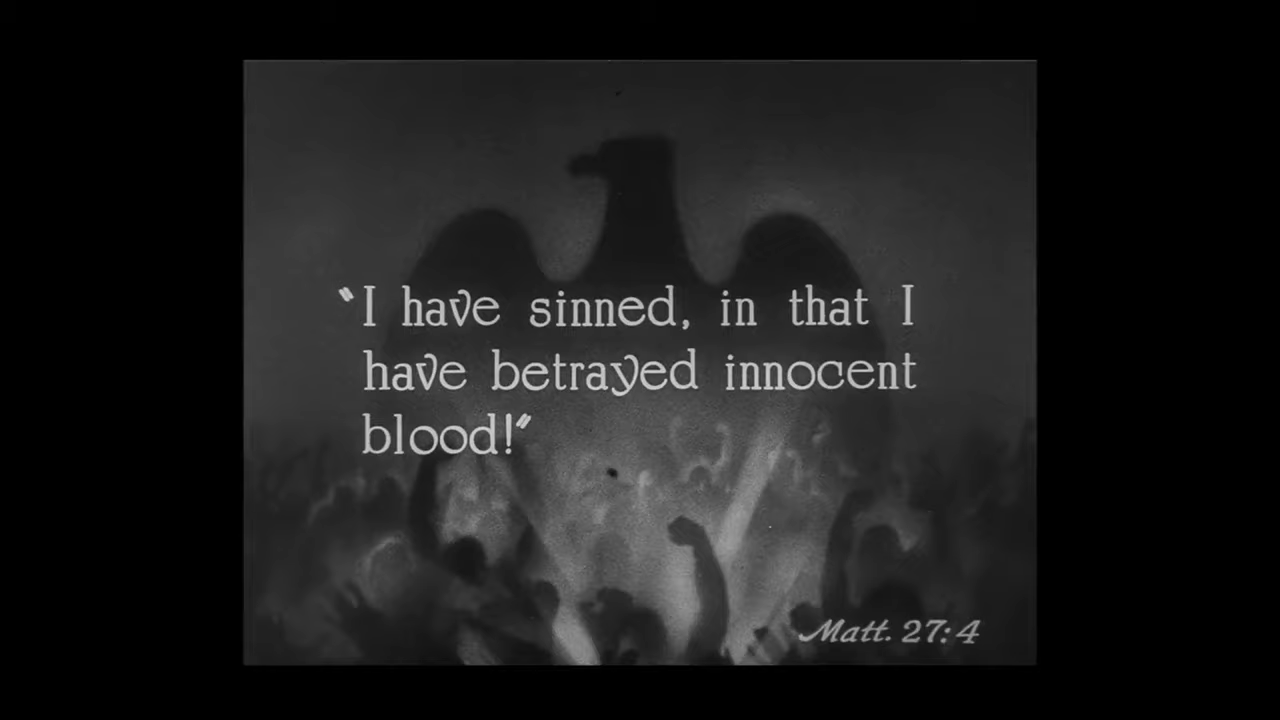 "I have sinned, in that I
have betrayed innocent
blood!"
Matt. 27:4